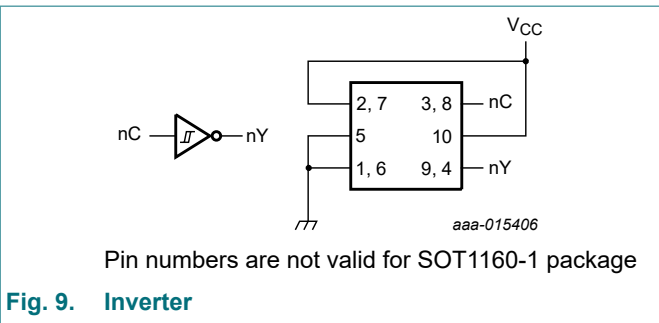 VCC
2, 7 3, 8 nC
nC nY 5 10
1, 6 9, 4 nY
aaa-015406
Pin numbers are not valid for SOT1160-1 package
Fig. 9. Inverter